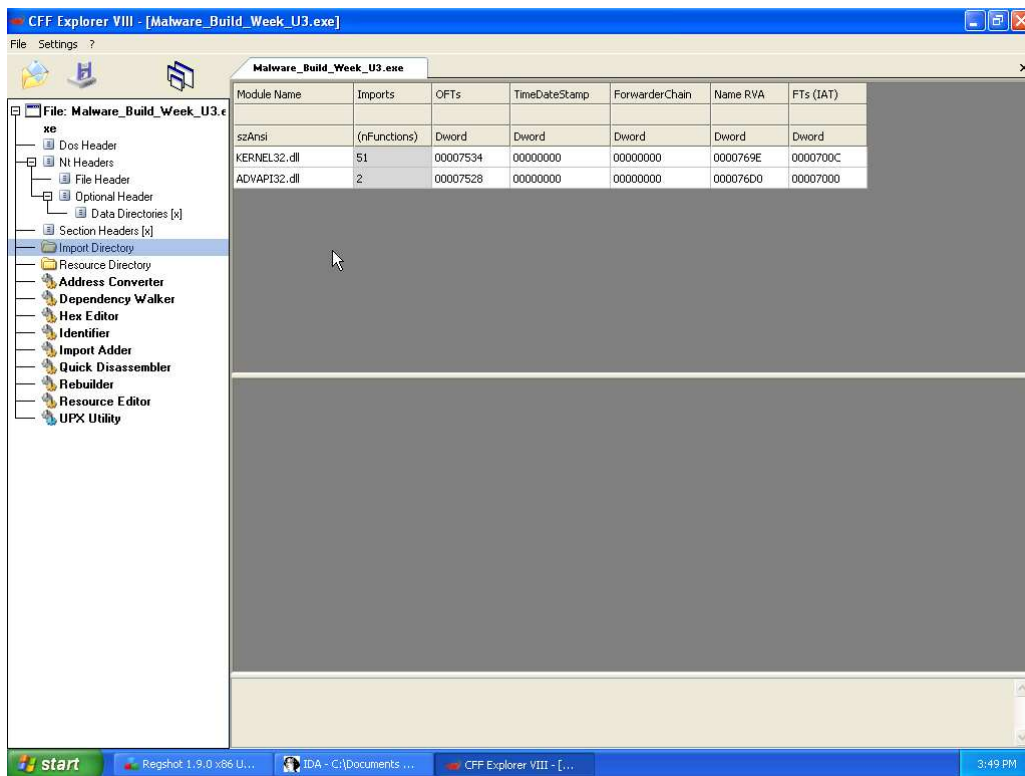 CFF Explorer VIII - [Malware_Build_Week_U3.exe]
File Settings ?
Malware_Build_Week_U3.exe
File: Malware_Build_Week_U3.e
xe
Dos Header
Nt Headers
File Header
Optional Header
Data Directories [x]
Section Headers [x]
Import Directory
Resource Directory
Address Converter
Dependency Walker
Hex Editor
Identifier
Import Adder
Quick Disassembler
Rebuilder
Resource Editor
UPX Utility
Module Name Imports OFTs TimeDateStamp ForwarderChain Name RVA FTs (IAT)
szAnsi (nFunctions) Dword Dword Dword Dword Dword
KERNEL32.dll 51 00007534 00000000 00000000 0000769E 0000700C
ADVAPI32.dll 2 00007528 00000000 00000000 000076D0 00007000
start Regshot 1.9.0 x86 U... IDA - C:\Documents ... CFF Explorer VIII - [... 3:49 PM